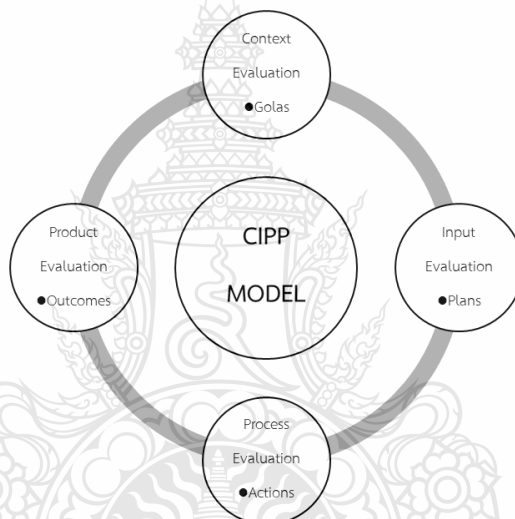 Context
Evaluation
●Golas
CIPP
MODEL
Product
Evaluation
●Outcomes
Input
Evaluation
●Plans
Process
Evaluation
●Actions